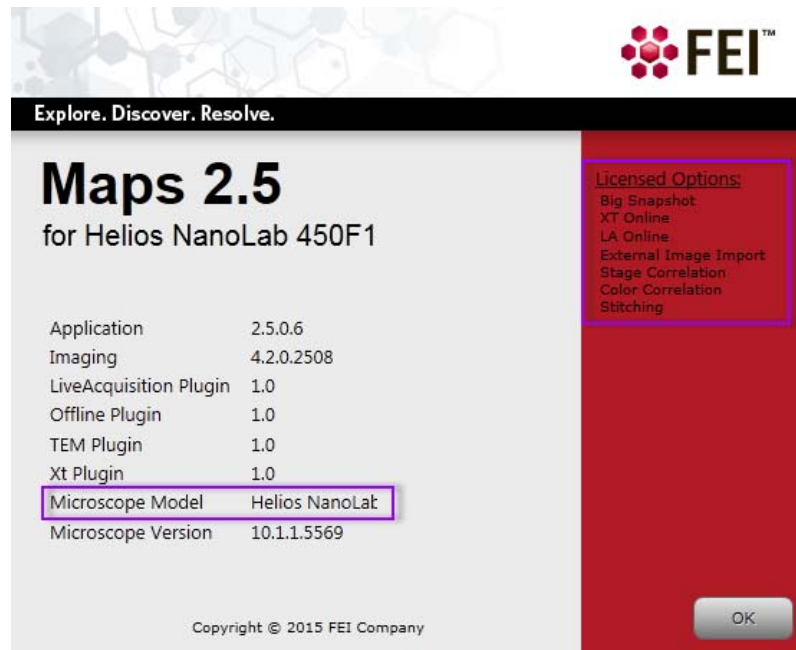 FEI™
Explore. Discover. Resolve.
Maps 2.5
for Helios NanoLab 450F1
Licensed Options:
Big Snapshot
XT Online
LA Online
External Image Import
Stage Correlation
Color Correlation
Stitching
Application 2.5.0.6
Imaging 4.2.0.2508
LiveAcquisition Plugin 1.0
Offline Plugin 1.0
TEM Plugin 1.0
Xt Plugin 1.0
Microscope Model Helios NanoLab
Microscope Version 10.1.1.5569
Copyright © 2015 FEI Company
OK